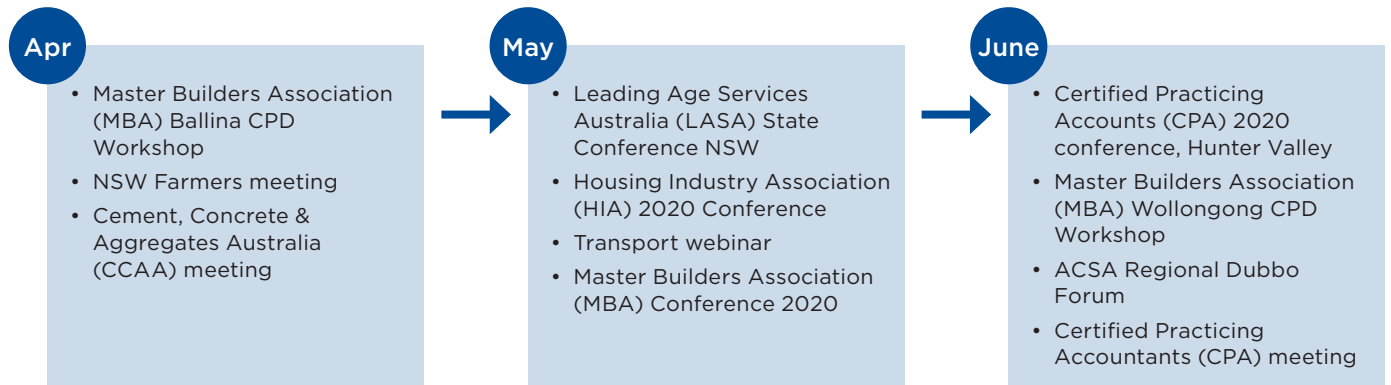 Apr
• Master Builders Association
(MBA) Ballina CPD
Workshop
• NSW Farmers meeting
• Cement, Concrete &
Aggregates Australia
(CCAA) meeting
May
• Leading Age Services
Australia (LASA) State
Conference NSW
• Housing Industry Association
(HIA) 2020 Conference
• Transport webinar
• Master Builders Association
(MBA) Conference 2020
June
• Certified Practicing
Accounts (CPA) 2020
conference, Hunter Valley
• Master Builders Association
(MBA) Wollongong CPD
Workshop
• ACSA Regional Dubbo
Forum
• Certified Practicing
Accountants (CPA) meeting